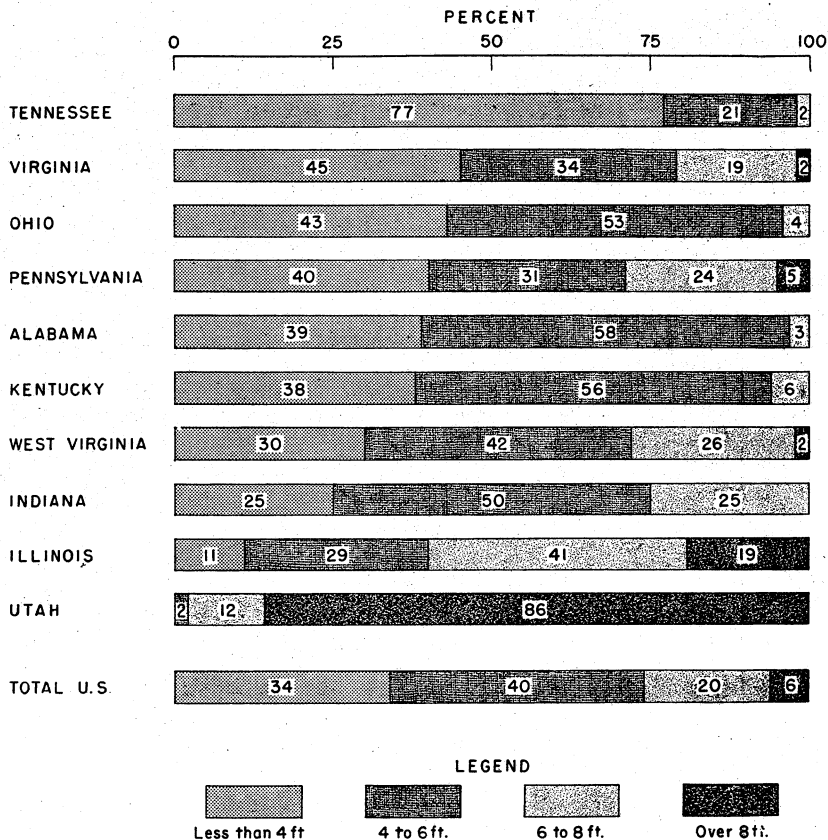 PERCENT
0 25 50 75 100
TENNESSEE 77 21 2
VIRGINIA 45 34 19 2
OHIO 43 53 4
PENNSYLVANIA 40 31 24 5
ALABAMA 39 58 3
KENTUCKY 38 56 6
WEST VIRGINIA 30 42 26 2
INDIANA 25 50 25
ILLINOIS 11 29 41 19
UTAH 2 12 86
TOTAL U.S. 34 40 20 6
LEGEND
Less than 4 ft 4 to 6 ft. 6 to 8 ft. Over 8 ft.